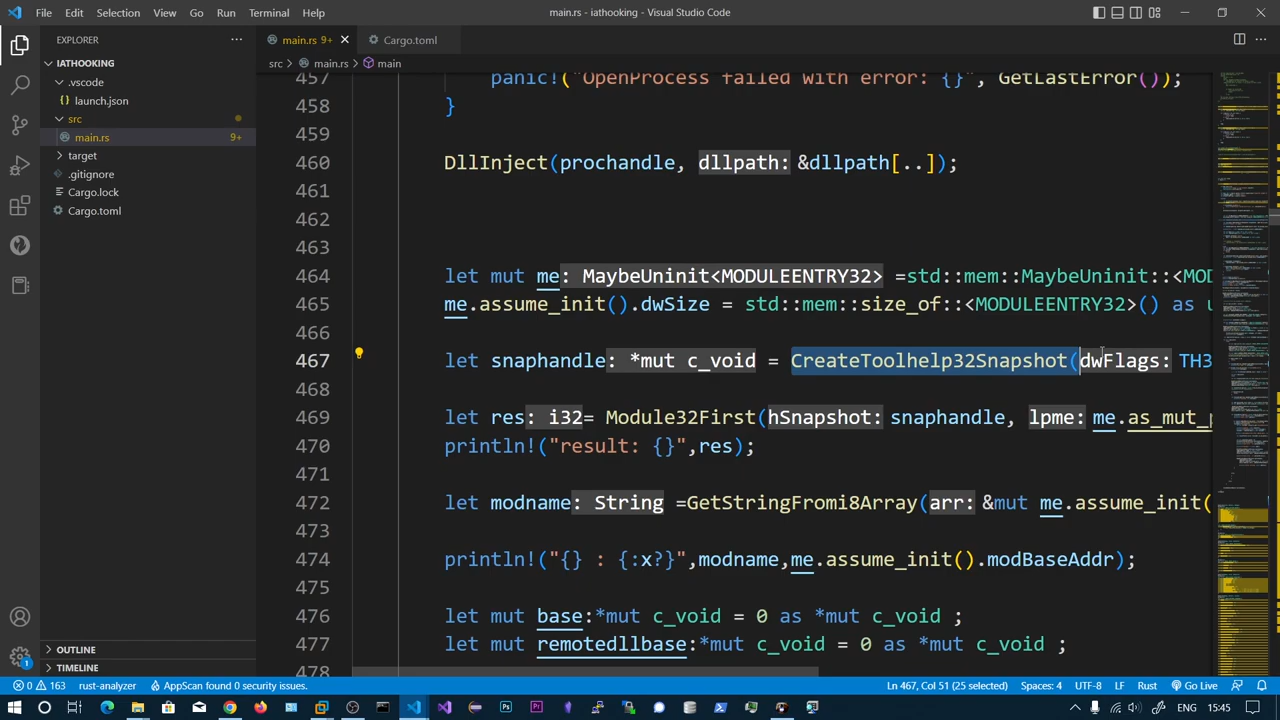 File Edit Selection View Go Run Terminal Help main.rs - iathooking - Visual Studio Code
EXPLORER
main.rs 9+ Cargo.toml
IATHOOKING
src > main.rs > main
.vscode
launch.json
src
main.rs 9+
target
.gitignore
Cargo.lock
Cargo.toml
OUTLINE
TIMELINE
457 panic!("OpenProcess failed with error: {}", GetLastError());
458 }
459
460 DllInject(prochandle, dllpath: &dllpath[..]);
461
462
463
464 let mut me: MaybeUninit<MODULEENTRY32> =std::mem::MaybeUninit::<MOD
465 me.assume_init().dwSize = std::mem::size_of::<MODULEENTRY32>() as u
466
467 let snaphandle: *mut c_void = CreateToolhelp32Snapshot(dwFlags: TH3
468
469 let res: i32= Module32First(hSnapshot: snaphandle, lpme: me.as_mut_p
470 println!("result: {}",res);
471
472 let modname: String =GetStringFromi8Array(arr: &mut me.assume_init()
473
474 println!("{} : {:x?}",modname,me.assume_init().modBaseAddr);
475
476 let mut base:*mut c_void = 0 as *mut c_void ;
477 let mut remotedllbase:*mut c_void = 0 as *mut c_void ;
478
0 163 rust-analyzer AppScan found 0 security issues. Ln 467, Col 51 (25 selected) Spaces: 4 UTF-8 LF Rust Go Live
1
ENG 15:45